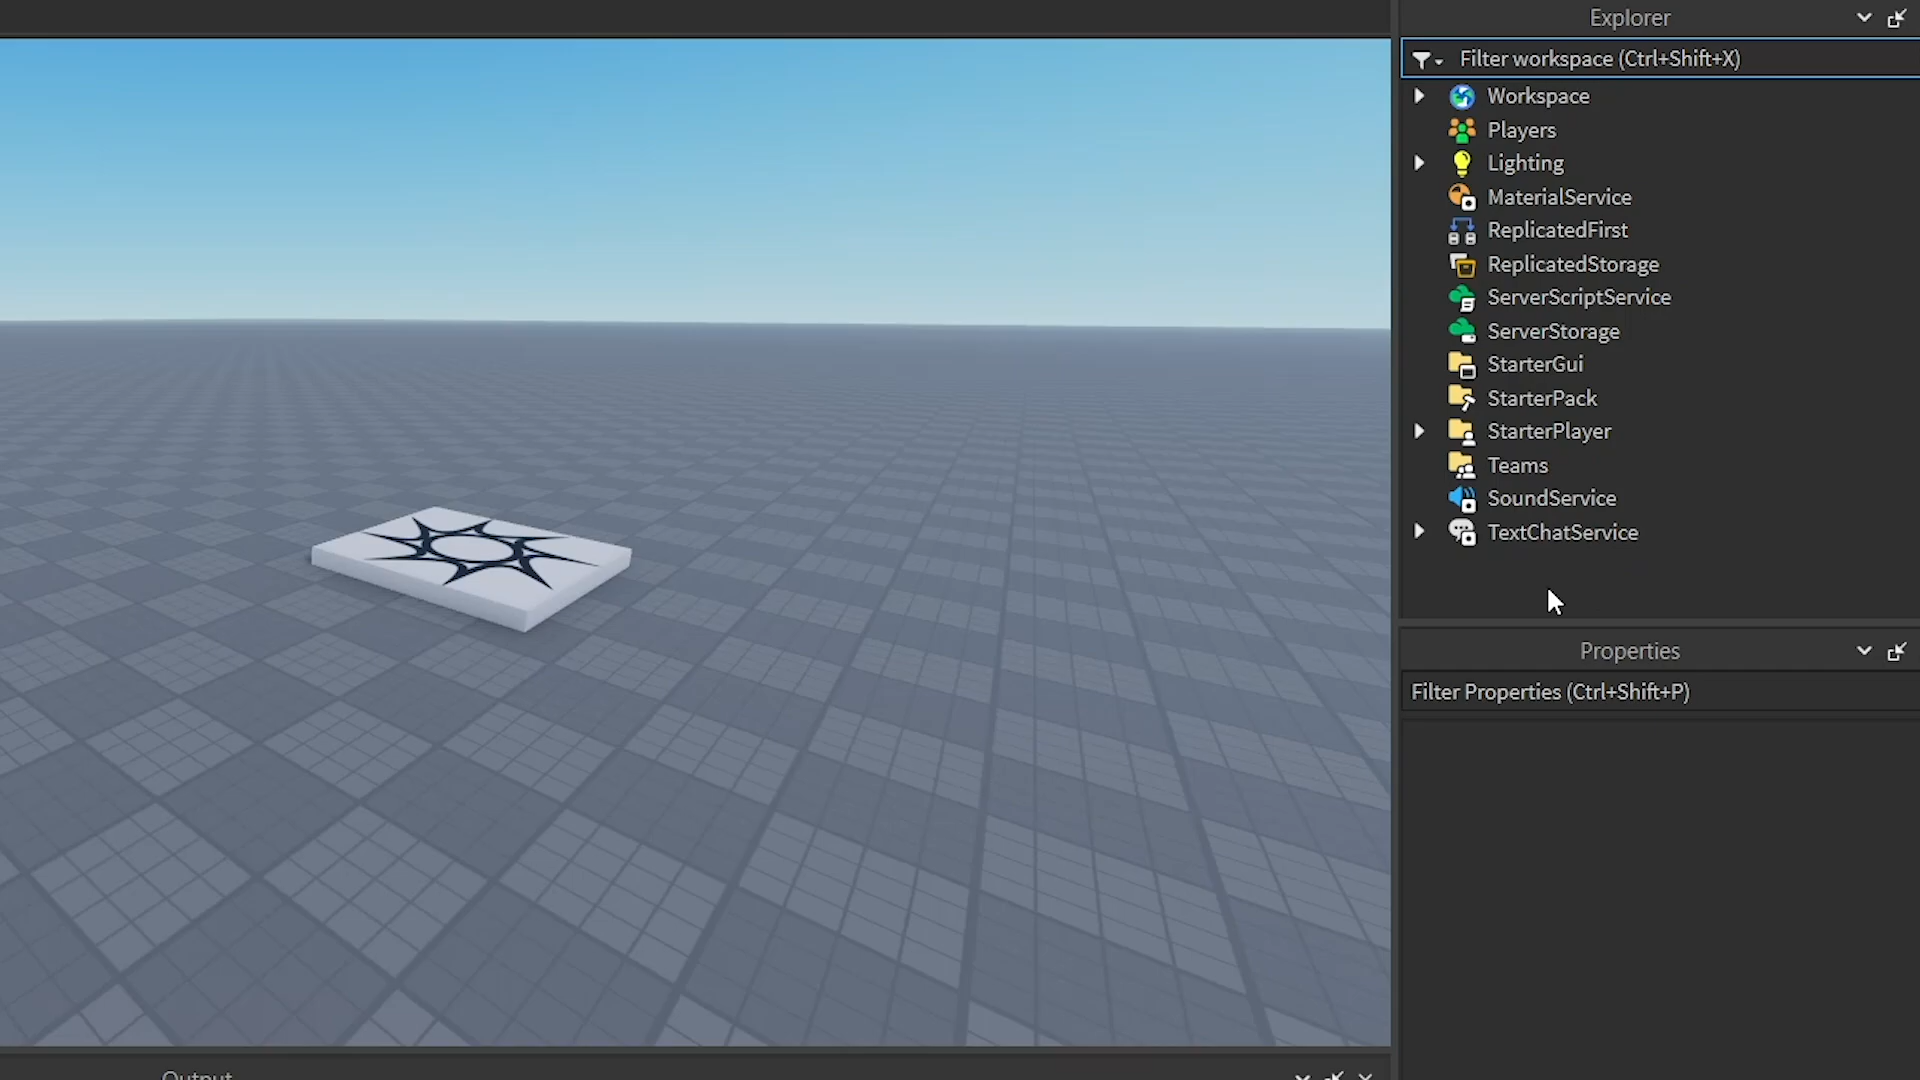 Explorer
Filter workspace (Ctrl+Shift+X)
Workspace
Players
Lighting
MaterialService
ReplicatedFirst
ReplicatedStorage
ServerScriptService
ServerStorage
StarterGui
StarterPack
StarterPlayer
Teams
SoundService
TextChatService
Properties
Filter Properties (Ctrl+Shift+P)
Output